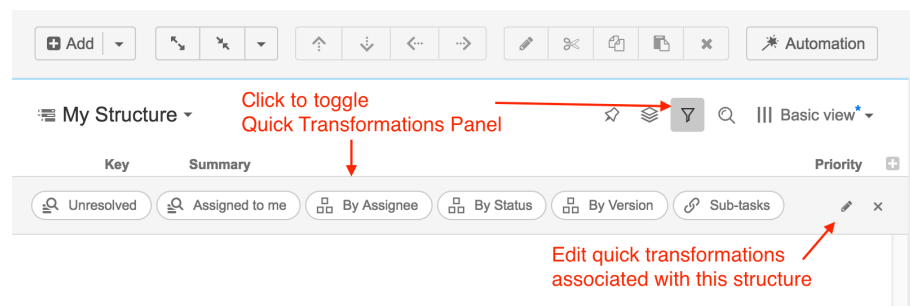 Add
Automation
My Structure
Click to toggle
Quick Transformations Panel
Basic view*
Key Summary Priority
Unresolved Assigned to me By Assignee By Status By Version Sub-tasks
Edit quick transformations
associated with this structure